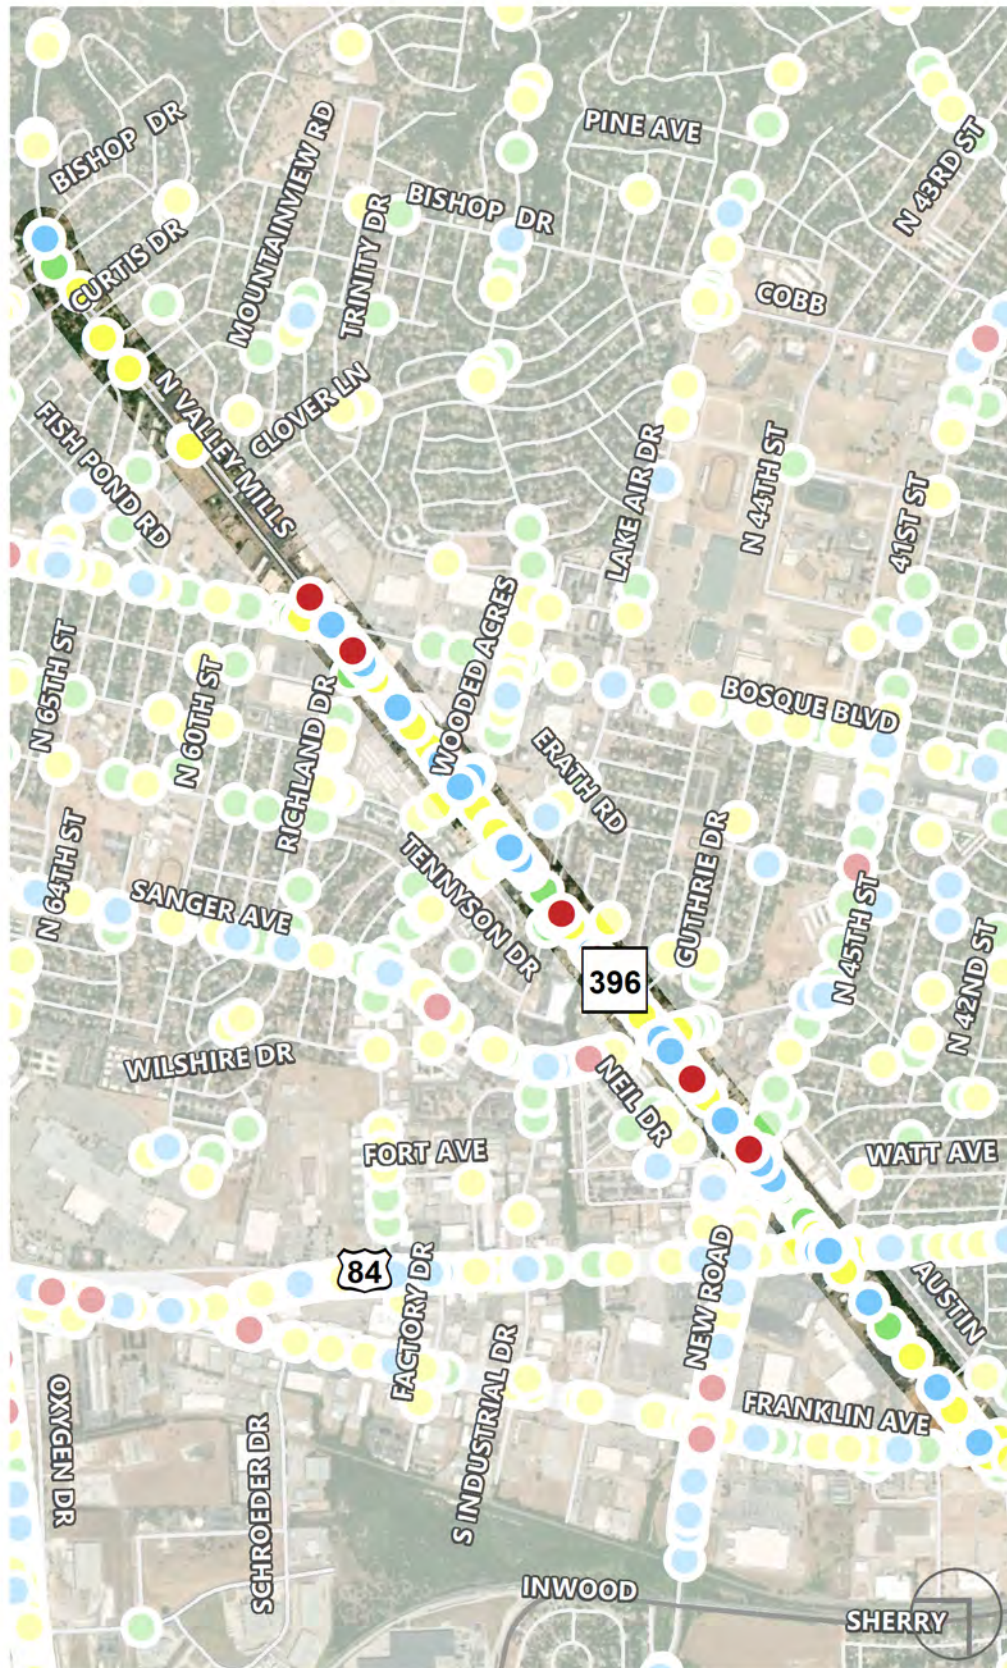 BISHOP DR
PINE AVE
MOUNTAINVIEW RD
BISHOP DR
N 43RD ST
TRINITY DR
CURTIS DR
COBB
N VALLEY MILLS
CLOVER LN
FISH POND RD
LAKE AIR DR
N 44TH ST
41ST ST
WOODED ACRES
N 65TH ST
N 60TH ST
RICHLAND DR
BOSQUE BLVD
ERATH RD
N 64TH ST
SANGER AVE
TENNYSON DR
GUTHRIE DR
N 45TH ST
N 42ND ST
396
WILSHIRE DR
NEIL DR
FORT AVE
WATT AVE
84
FACTORY DR
NEW ROAD
AUSTIN
S INDUSTRIAL DR
FRANKLIN AVE
OXYGEN DR
SCHROEDER DR
INWOOD
SHERRY